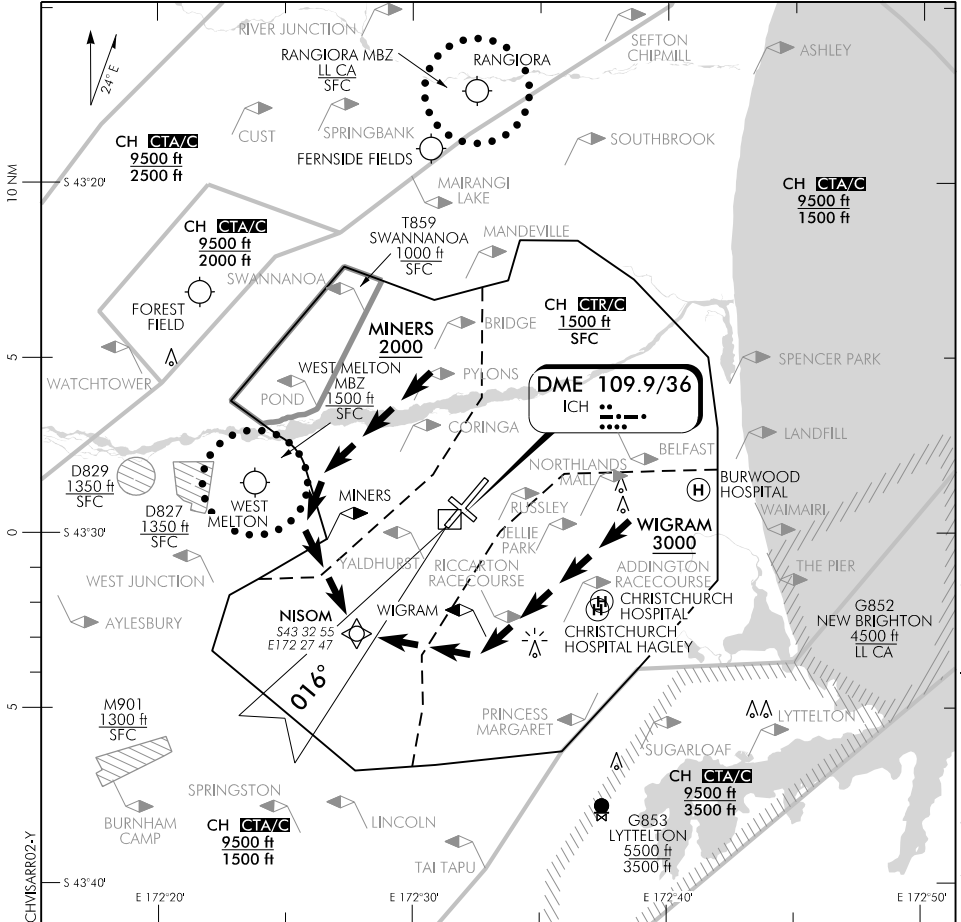 RIVER JUNCTION
SEFTON
CHIPMILL
ASHLEY
RANGIORA MBZ
LL CA
SFC
RANGIORA
24° E
CUST
SPRINGBANK
SOUTHBROOK
CH CTA/C
9500 ft
2500 ft
FERNSIDE FIELDS
10 NM
S 43°20'
MAIRANGI
LAKE
CH CTA/C
9500 ft
1500 ft
CH CTA/C
9500 ft
2000 ft
T859
SWANNANOA
1000 ft
SFC
MANDEVILLE
SWANNANOA
FOREST
FIELD
CH CTR/C
1500 ft
SFC
MINERS
2000
BRIDGE
5
WATCHTOWER
WEST MELTON
MBZ
1500 ft
SFC
PYLONS
SPENCER PARK
POND
DME 109.9/36
ICH
CORINGA
BELFAST
LANDFILL
D829
1350 ft
SFC
NORTHLANDS
MALL
BURWOOD
HOSPITAL
H
WEST
MELTON
D827
1350 ft
SFC
MINERS
RUSSLEY
WAIMAIRI
0
S 43°30'
JELLIE
PARK
WIGRAM
3000
YALDHURST
RICCARTON
RACECOURSE
ADDINGTON
RACECOURSE
THE PIER
WEST JUNCTION
NISOM
S43 32 55
E172 27 47
WIGRAM
H
H
CHRISTCHURCH
HOSPITAL
CHRISTCHURCH
HOSPITAL HAGLEY
G852
NEW BRIGHTON
4500 ft
LL CA
AYLESBURY
016°
5
M901
1300 ft
SFC
PRINCESS
MARGARET
LYTTELTON
SUGARLOAF
CH CTA/C
9500 ft
3500 ft
SPRINGSTON
BURNHAM
CAMP
CH CTA/C
9500 ft
1500 ft
LINCOLN
TAI TAPU
G853
LYTTELTON
5500 ft
3500 ft
S 43°40'
E 172°20'
E 172°30'
E 172°40'
E 172°50'
CHVISARR02-Y